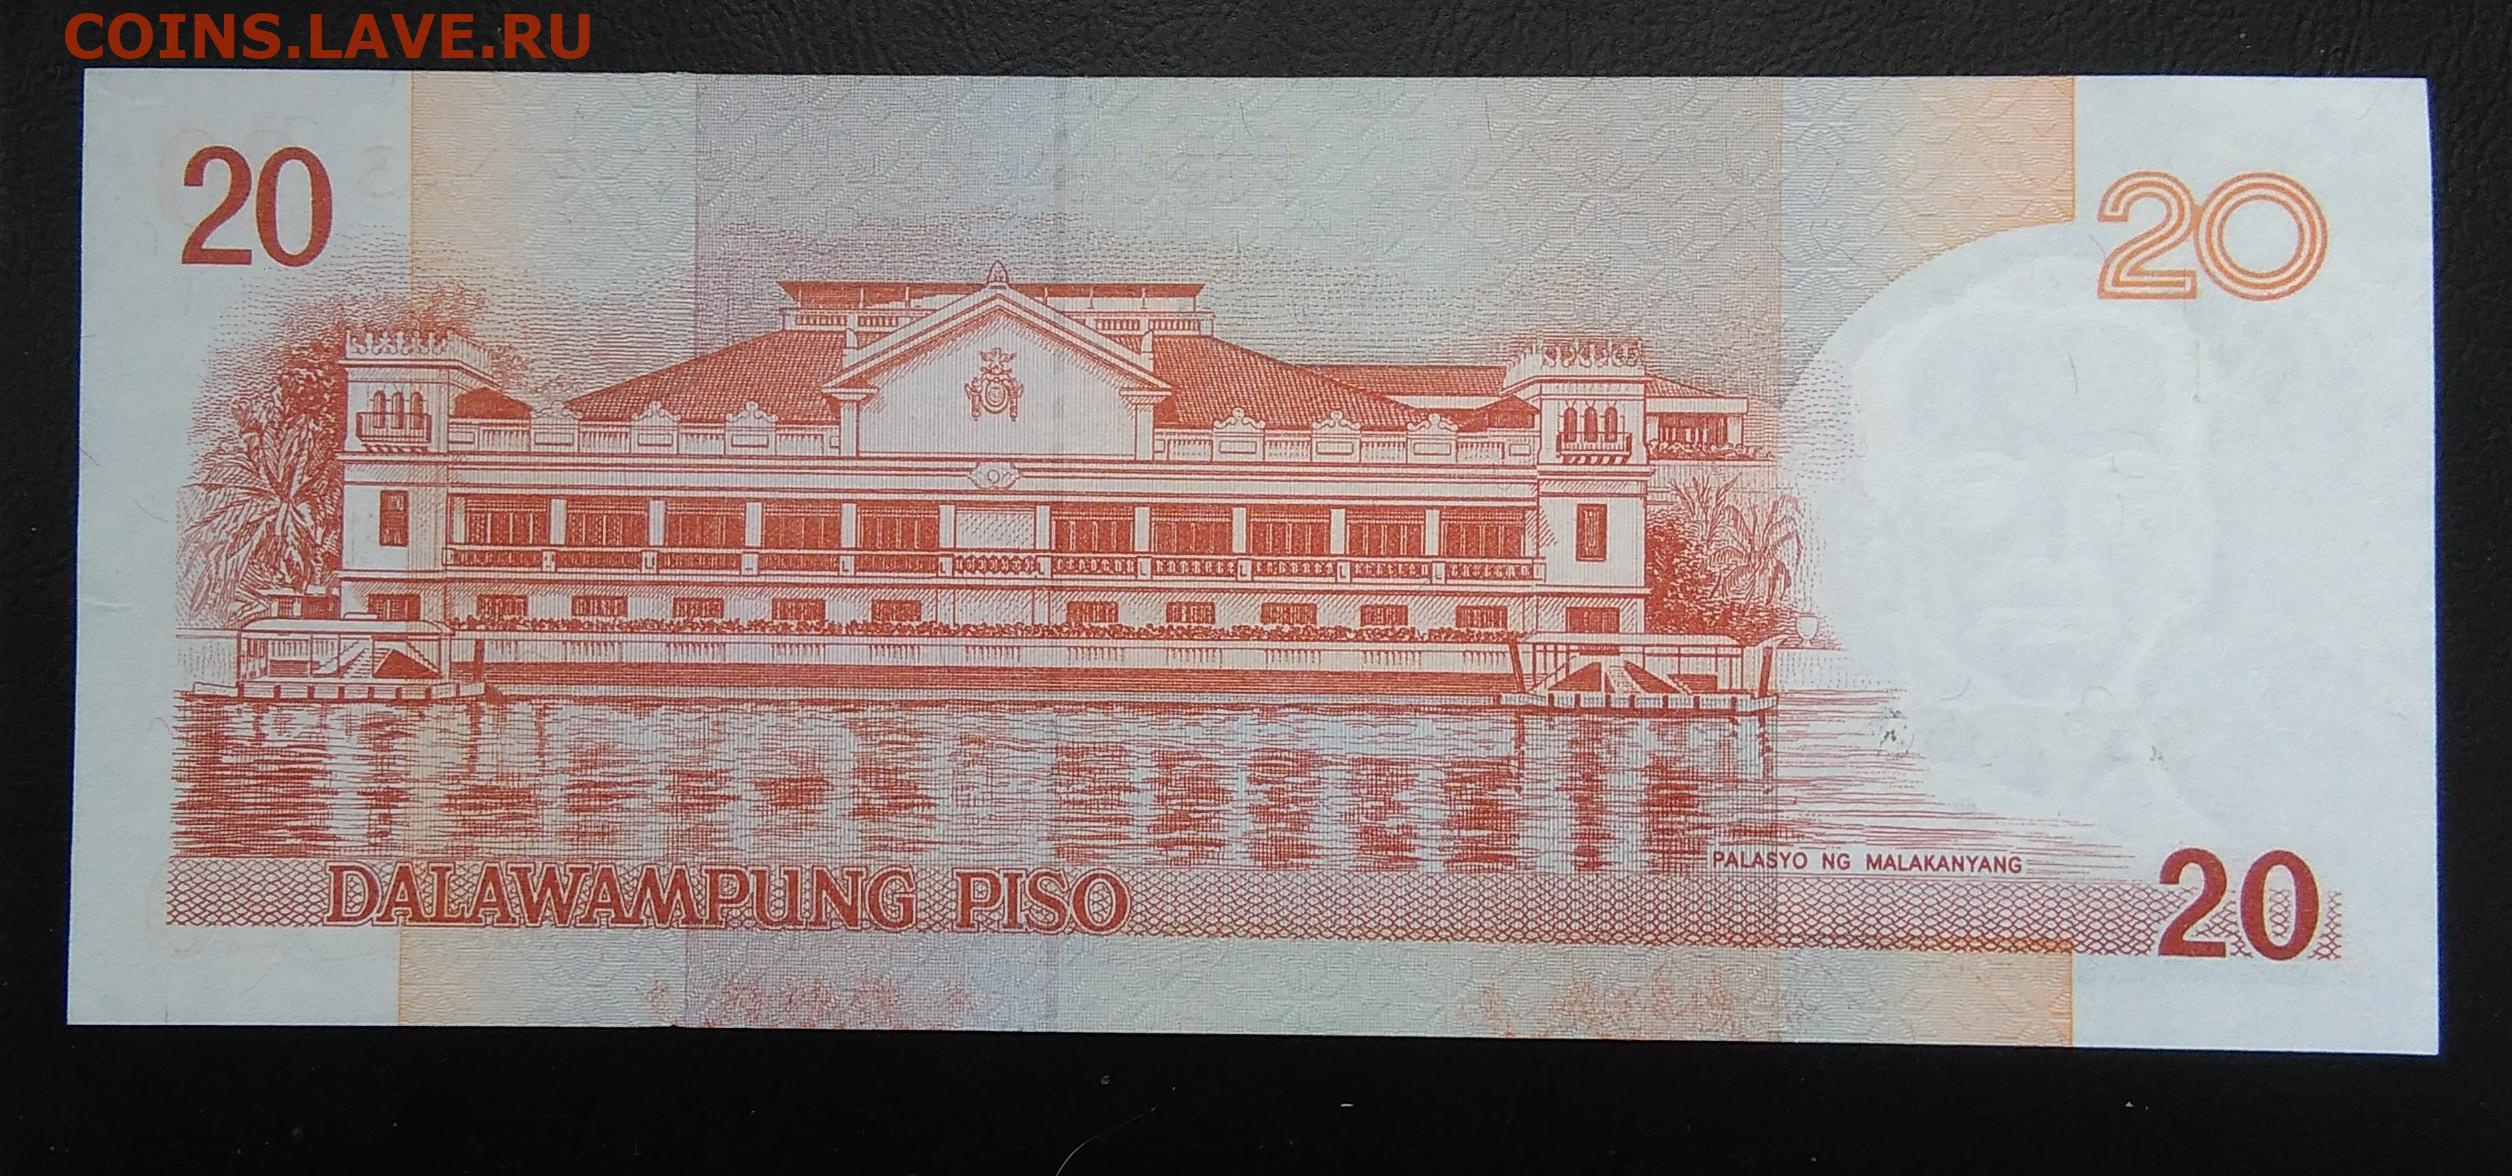 COINS.LAVE.RU
20
20
PALASYO NG MALAKANYANG
DALAWAMPUNG PISO
20